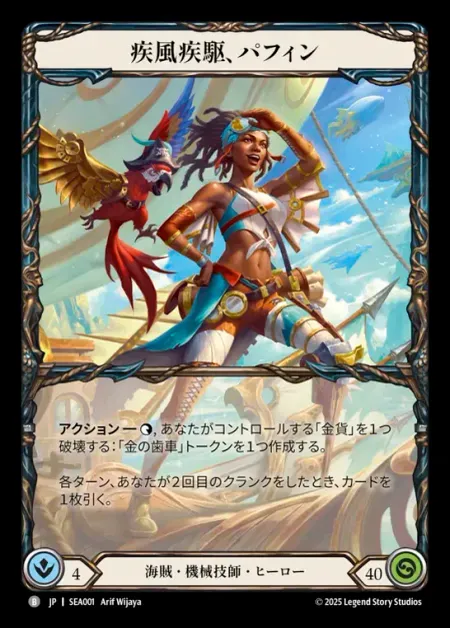 疾風疾駆、パフィン
アクション ― , あなたがコントロールする「金貨」を1つ
破壊する:「金の歯車」トークンを1つ作成する。
各ターン、あなたが2回目のクランクをしたとき、カードを
1枚引く。
4
海賊・機械技師・ヒーロー
40
B JP | SEA001 Arif Wijaya
© 2025 Legend Story Studios